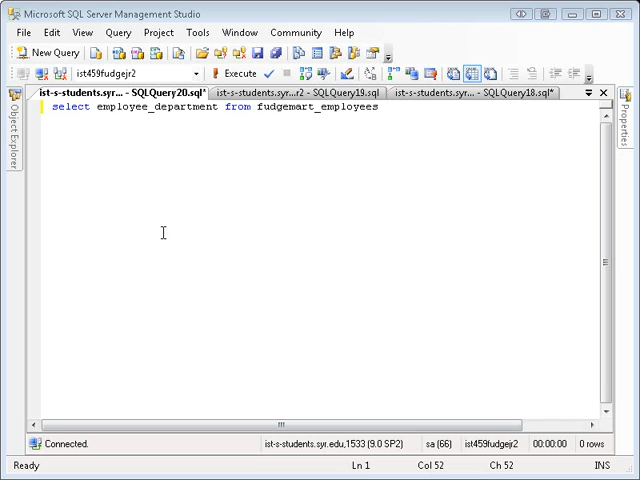 Microsoft SQL Server Management Studio
File Edit View Query Project Tools Window Community Help
New Query
ist459fudgejr2 Execute
ist-s-students.syr... - SQLQuery20.sql* ist-s-students.syr...r2 - SQLQuery19.sql ist-s-students.syr... - SQLQuery18.sql*
select employee_department from fudgemart_employees
Object Explorer
Properties
Connected. ist-s-students.syr.edu,1533 (9.0 SP2) sa (66) ist459fudgejr2 00:00:00 0 rows
Ready Ln 1 Col 52 Ch 52 INS